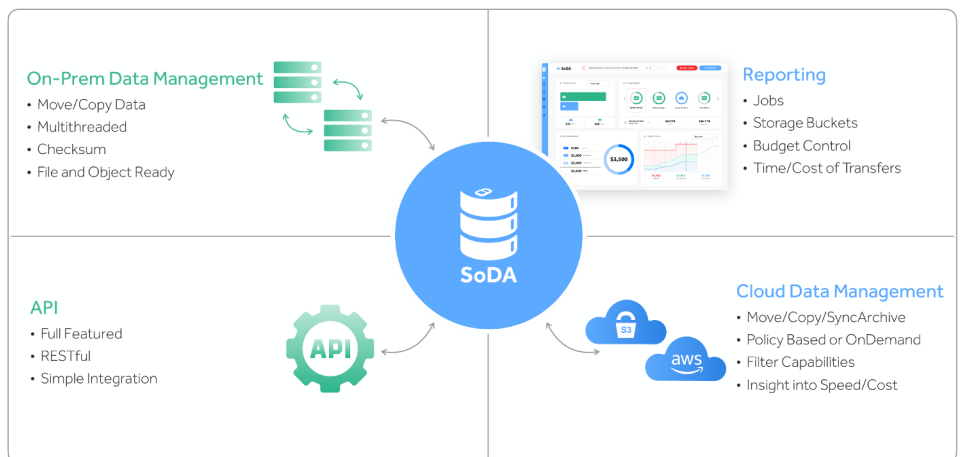 On-Prem Data Management
• Move/Copy Data
• Multithreaded
• Checksum
• File and Object Ready
SoDA
$3,500
Reporting
• Jobs
• Storage Buckets
• Budget Control
• Time/Cost of Transfers
SoDA
API
• Full Featured
• RESTful
• Simple Integration
API
S3
aws
Cloud Data Management
• Move/Copy/SyncArchive
• Policy Based or OnDemand
• Filter Capabilities
• Insight into Speed/Cost